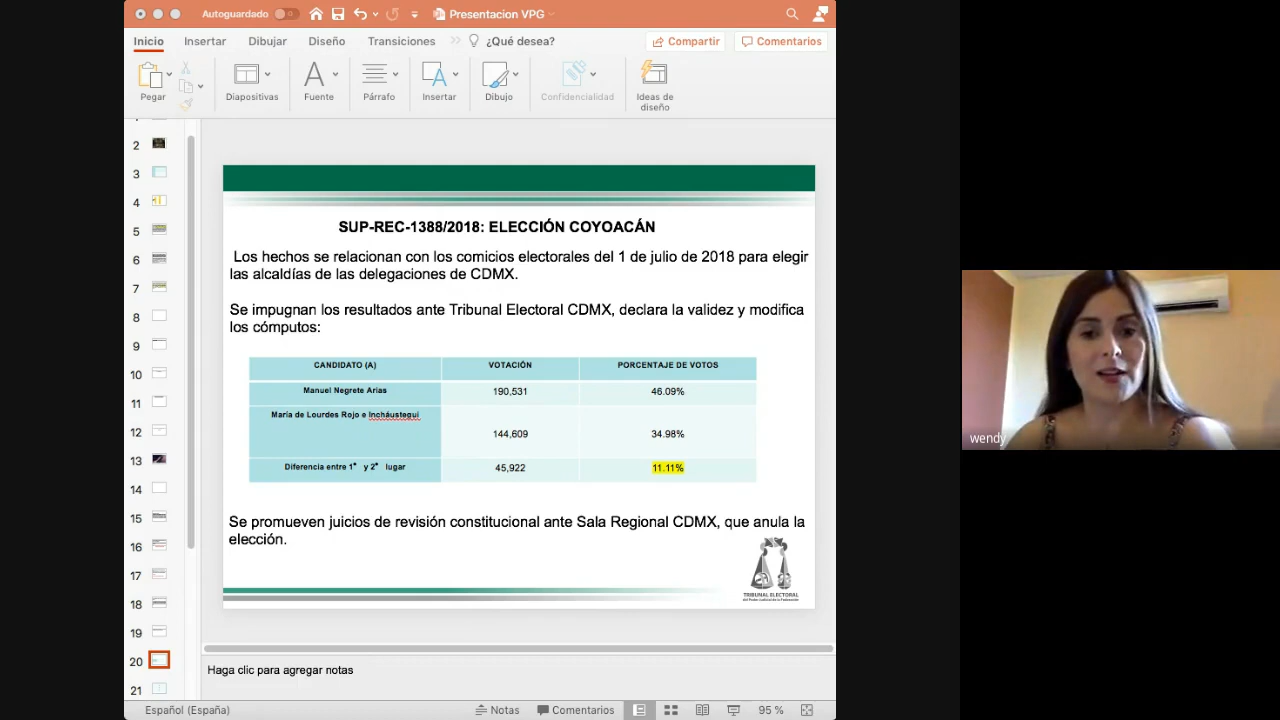 Autoguardado
Presentacion VPG
Inicio
Insertar
Dibujar
Diseño
Transiciones
¿Qué desea?
Compartir
Comentarios
Pegar
Diapositivas
Fuente
Párrafo
Insertar
Dibujo
Confidencialidad
Ideas de
diseño
2
3
4
5
6
7
8
9
10
11
12
13
14
15
16
17
18
19
20
21
SUP-REC-1388/2018: ELECCIÓN COYOACÁN
Los hechos se relacionan con los comicios electorales del 1 de julio de 2018 para elegir
las alcaldías de las delegaciones de CDMX.
Se impugnan los resultados ante Tribunal Electoral CDMX, declara la validez y modifica
los cómputos:
CANDIDATO (A) VOTACIÓN PORCENTAJE DE VOTOS
Manuel Negrete Arias 190,531 46.09%
María de Lourdes Rojo e Incháustegui 144,609 34.98%
Diferencia entre 1° y 2° lugar 45,922 11.11%
Se promueven juicios de revisión constitucional ante Sala Regional CDMX, que anula la
elección.
TRIBUNAL ELECTORAL
del Poder Judicial de la Federación
Haga clic para agregar notas
Español (España)
Notas
Comentarios
95 %
wendy